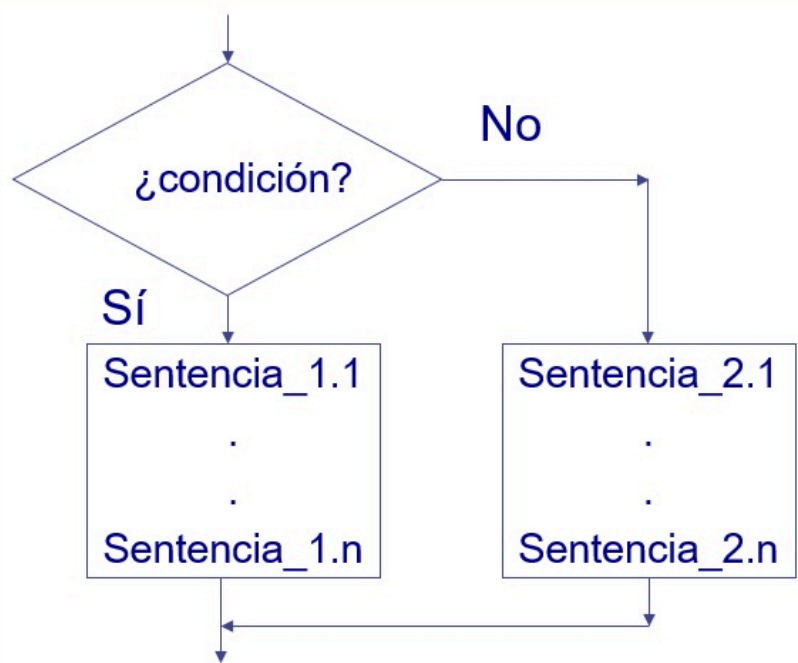 No
¿condición?
Sí
Sentencia_1.1
.
.
Sentencia_1.n
Sentencia_2.1
.
.
Sentencia_2.n